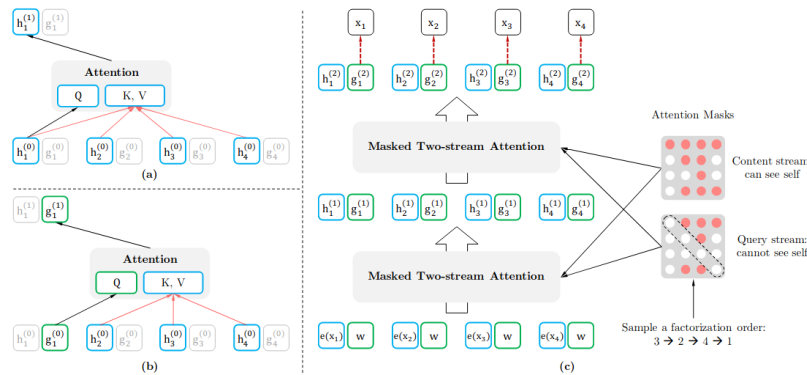 h₁⁽¹⁾ g₁⁽¹⁾
Attention
Q K, V
h₁⁽⁰⁾ g₁⁽⁰⁾ h₂⁽⁰⁾ g₂⁽⁰⁾ h₃⁽⁰⁾ g₃⁽⁰⁾ h₄⁽⁰⁾ g₄⁽⁰⁾
(a)
h₁⁽¹⁾ g₁⁽¹⁾
Attention
Q K, V
h₁⁽⁰⁾ g₁⁽⁰⁾ h₂⁽⁰⁾ g₂⁽⁰⁾ h₃⁽⁰⁾ g₃⁽⁰⁾ h₄⁽⁰⁾ g₄⁽⁰⁾
(b)
x₁ x₂ x₃ x₄
h₁⁽²⁾ g₁⁽²⁾ h₂⁽²⁾ g₂⁽²⁾ h₃⁽²⁾ g₃⁽²⁾ h₄⁽²⁾ g₄⁽²⁾
Masked Two-stream Attention
h₁⁽¹⁾ g₁⁽¹⁾ h₂⁽¹⁾ g₂⁽¹⁾ h₃⁽¹⁾ g₃⁽¹⁾ h₄⁽¹⁾ g₄⁽¹⁾
Masked Two-stream Attention
e(x₁) w e(x₂) w e(x₃) w e(x₄) w
(c)
Attention Masks
Content stream:
can see self
Query stream:
cannot see self
Sample a factorization order:
3 → 2 → 4 → 1